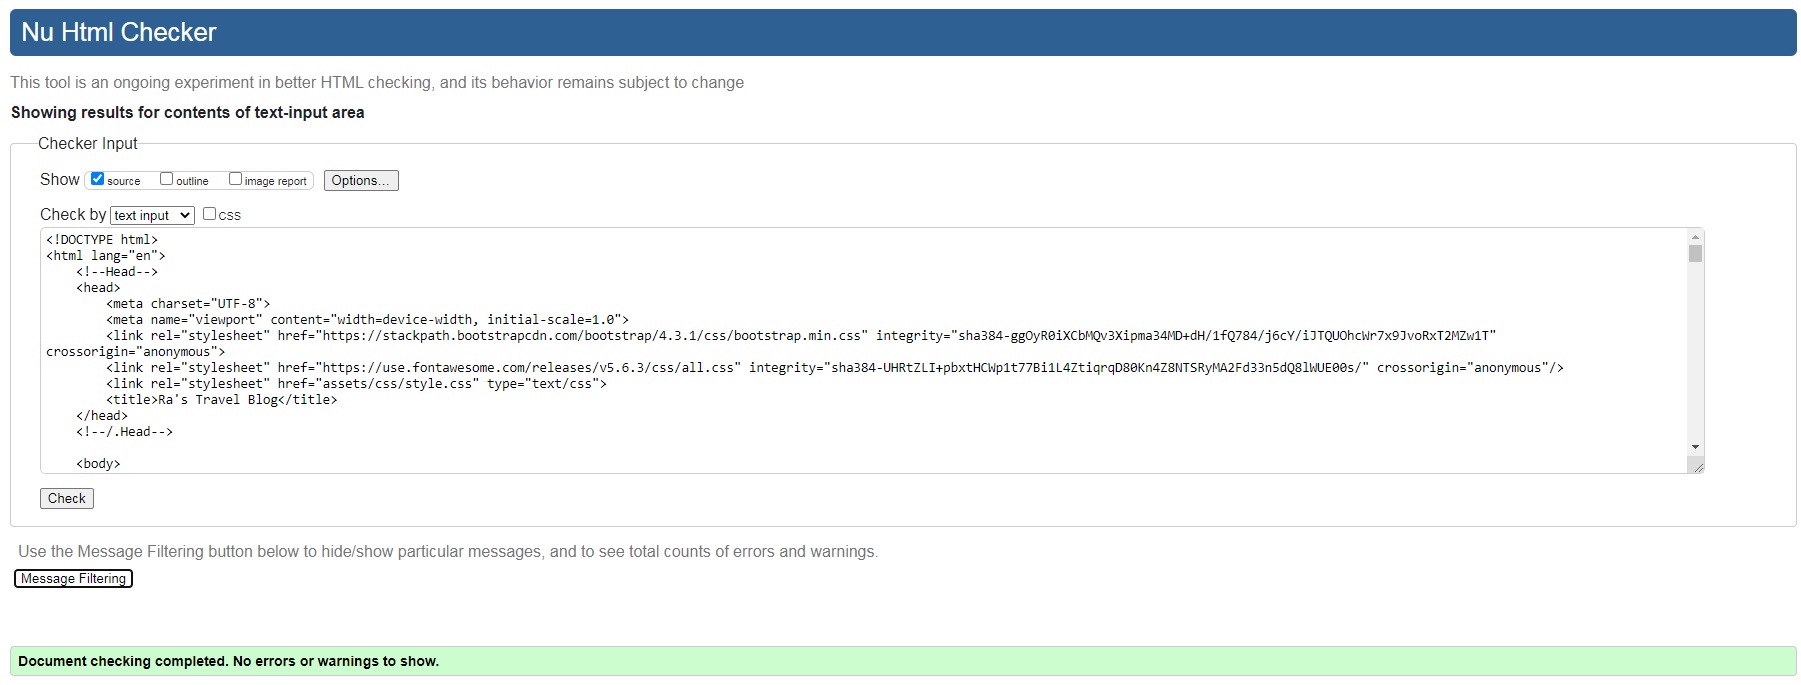 Nu Html Checker
This tool is an ongoing experiment in better HTML checking, and its behavior remains subject to change
Showing results for contents of text-input area
Checker Input
Show source outline image report Options...
Check by text input css
<!DOCTYPE html>
<html lang="en">
<!--Head-->
<head>
<meta charset="UTF-8">
<meta name="viewport" content="width=device-width, initial-scale=1.0">
<link rel="stylesheet" href="https://stackpath.bootstrapcdn.com/bootstrap/4.3.1/css/bootstrap.min.css" integrity="sha384-ggOyR0iXCbMQv3Xipma34MD+dH/1fQ784/j6cY/iJTQUOhcWr7x9JvoRxT2MZw1T"
crossorigin="anonymous">
<link rel="stylesheet" href="https://use.fontawesome.com/releases/v5.6.3/css/all.css" integrity="sha384-UHRtZLI+pbxtHCWp1t77Bi1L4ZtiqrqD80Kn4Z8NTSRyMA2Fd33n5dQ8lWUE00s/" crossorigin="anonymous"/>
<link rel="stylesheet" href="assets/css/style.css" type="text/css">
<title>Ra's Travel Blog</title>
</head>
<!--/.Head-->
<body>
Check
Use the Message Filtering button below to hide/show particular messages, and to see total counts of errors and warnings.
Message Filtering
Document checking completed. No errors or warnings to show.